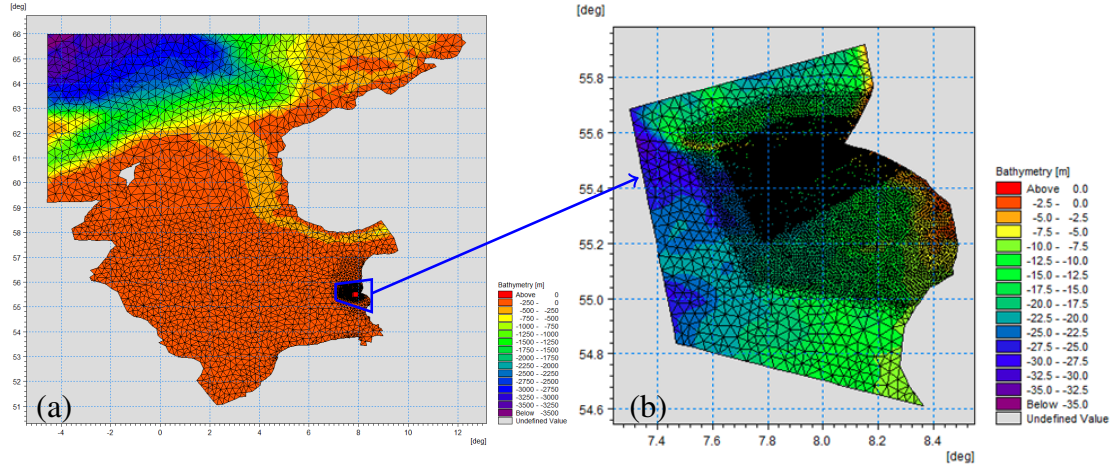 [deg]
66
65
64
63
62
61
60
59
58
57
56
55
54
53
52
51
-4 -2 0 2 4 6 8 10 12
[deg]
(a)
Bathymetry [m]
Above 0
-250 - 0
-500 - -250
-750 - -500
-1000 - -750
-1250 - -1000
-1500 - -1250
-1750 - -1500
-2000 - -1750
-2250 - -2000
-2500 - -2250
-2750 - -2500
-3000 - -2750
-3250 - -3000
-3500 - -3250
Below -3500
Undefined Value
[deg]
55.8
55.6
55.4
55.2
55.0
54.8
54.6
7.4 7.6 7.8 8.0 8.2 8.4
[deg]
(b)
Bathymetry [m]
Above 0.0
-2.5 - 0.0
-5.0 - -2.5
-7.5 - -5.0
-10.0 - -7.5
-12.5 - -10.0
-15.0 - -12.5
-17.5 - -15.0
-20.0 - -17.5
-22.5 - -20.0
-25.0 - -22.5
-27.5 - -25.0
-30.0 - -27.5
-32.5 - -30.0
-35.0 - -32.5
Below -35.0
Undefined Value